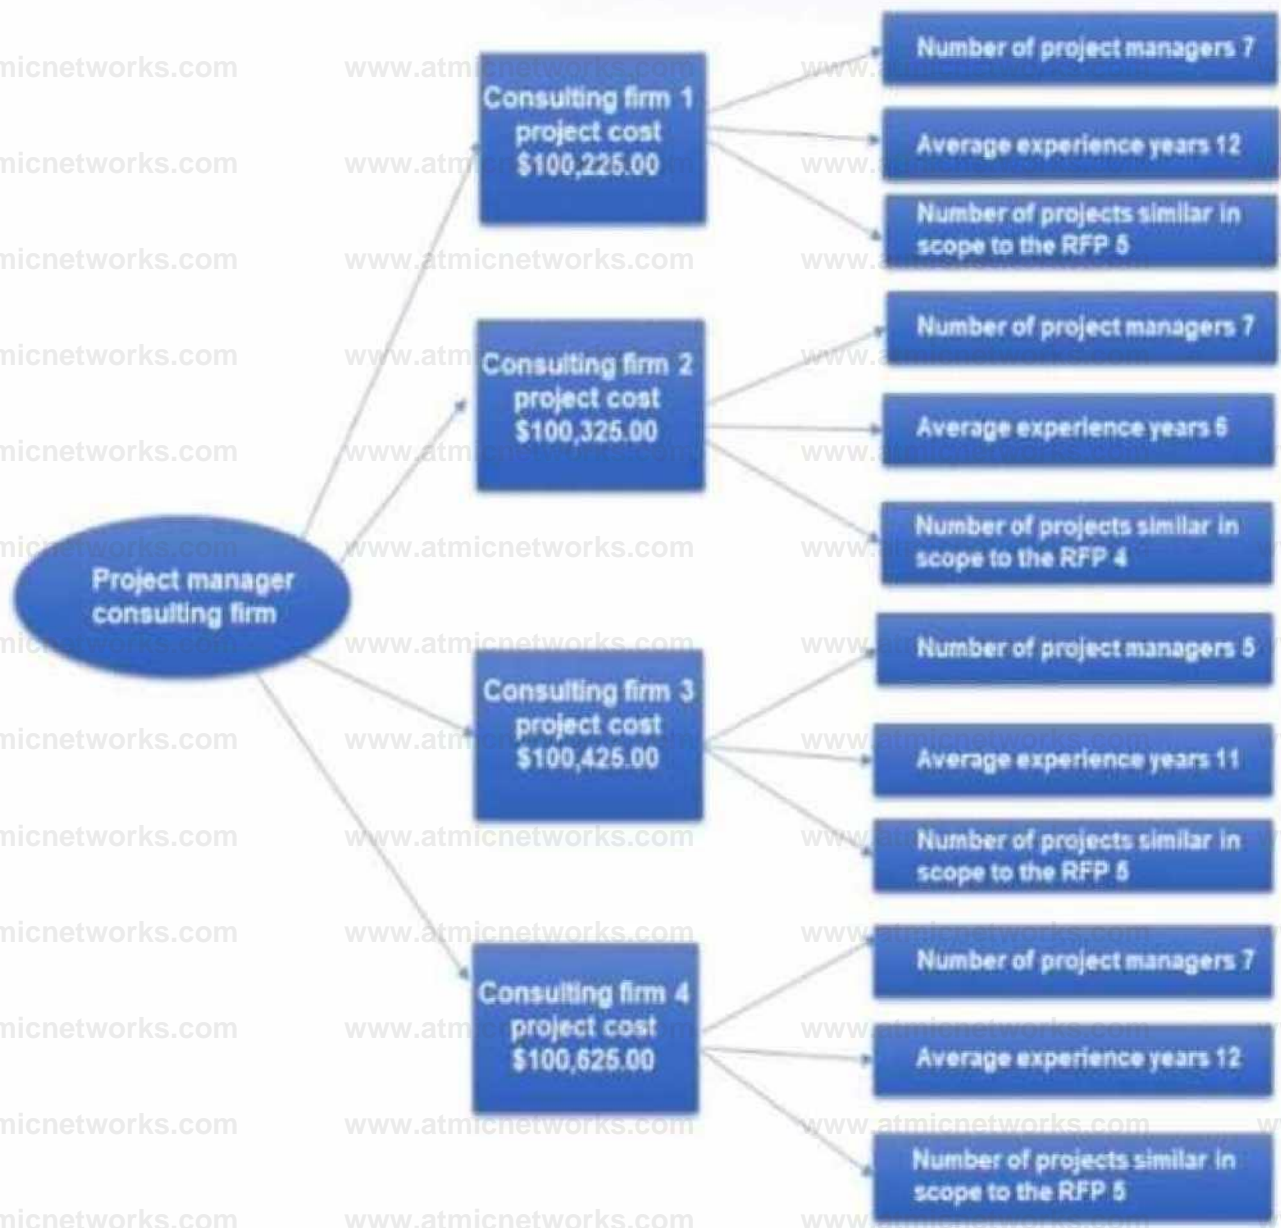 Number of project managers 7
Consulting firm 1
project cost
$100,225.00
Average experience years 12
Number of projects similar in
scope to the RFP 5
Number of project managers 7
Consulting firm 2
project cost
$100,325.00
Average experience years 6
Number of projects similar in
scope to the RFP 4
Project manager
consulting firm
Number of project managers 5
Consulting firm 3
project cost
$100,425.00
Average experience years 11
Number of projects similar in
scope to the RFP 5
Number of project managers 7
Consulting firm 4
project cost
$100,625.00
Average experience years 12
Number of projects similar in
scope to the RFP 5
www.atmicnetworks.com